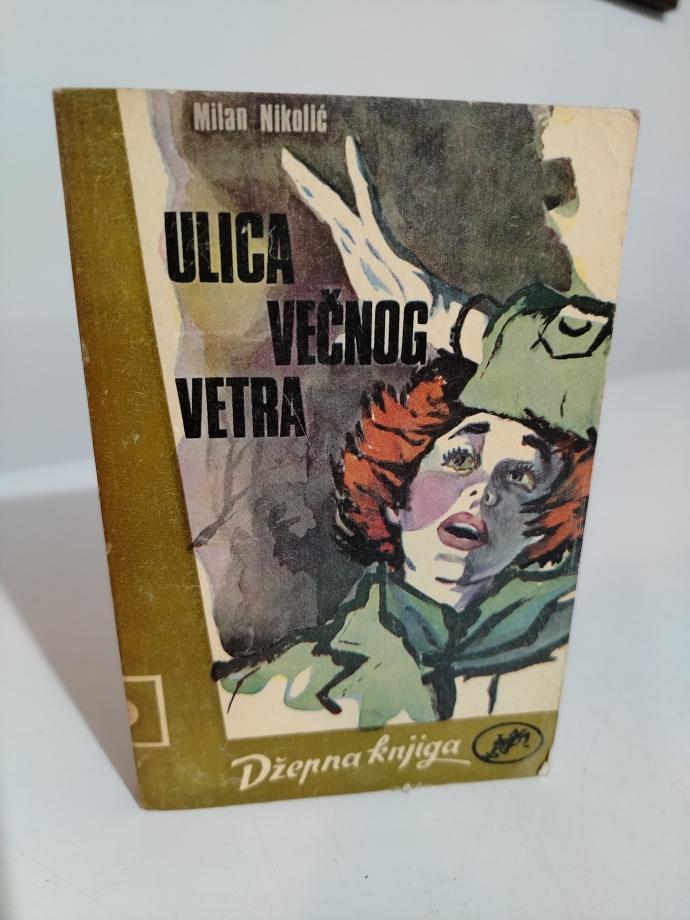 Milan Nikolić
ULICA
VEČNOG
VETRA
Džepna knjiga